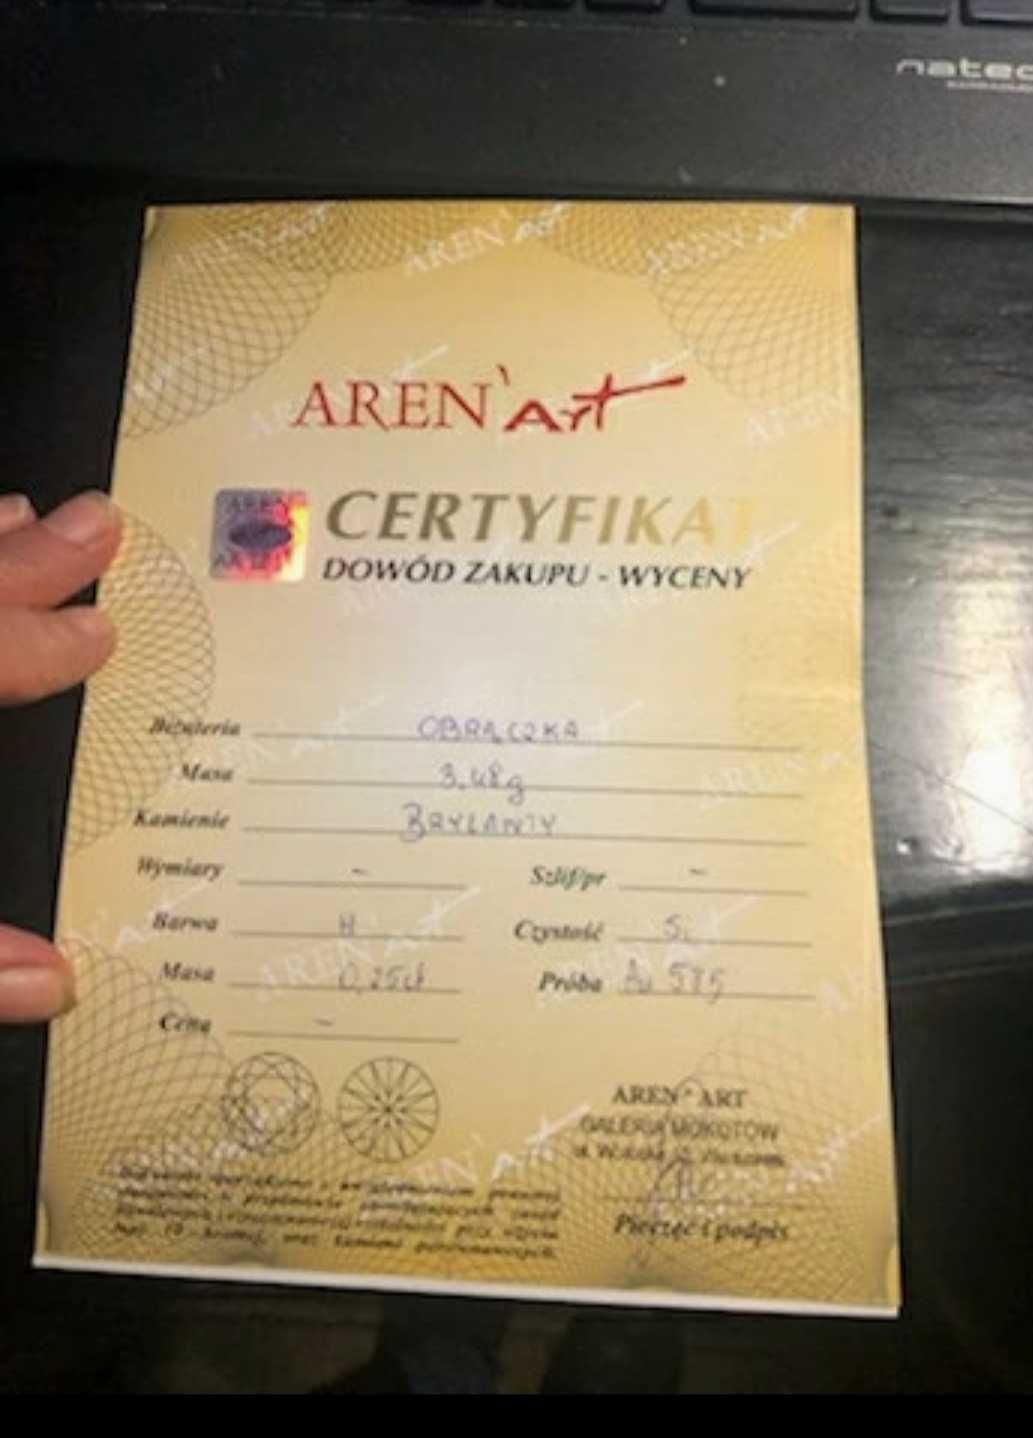 natec
AREN'Art
CERTYFIKAT
DOWÓD ZAKUPU - WYCENY
Biżuteria OBRĄCZKA
Masa 3.48g
Kamienie BRYLANTY
Wymiary - Szlif/pr -
Barwa H Czystość Si
Masa 0,25ct Próba Au 585
Cena -
AREN' ART
GALERIA MOKOTÓW
Pieczęć i podpis